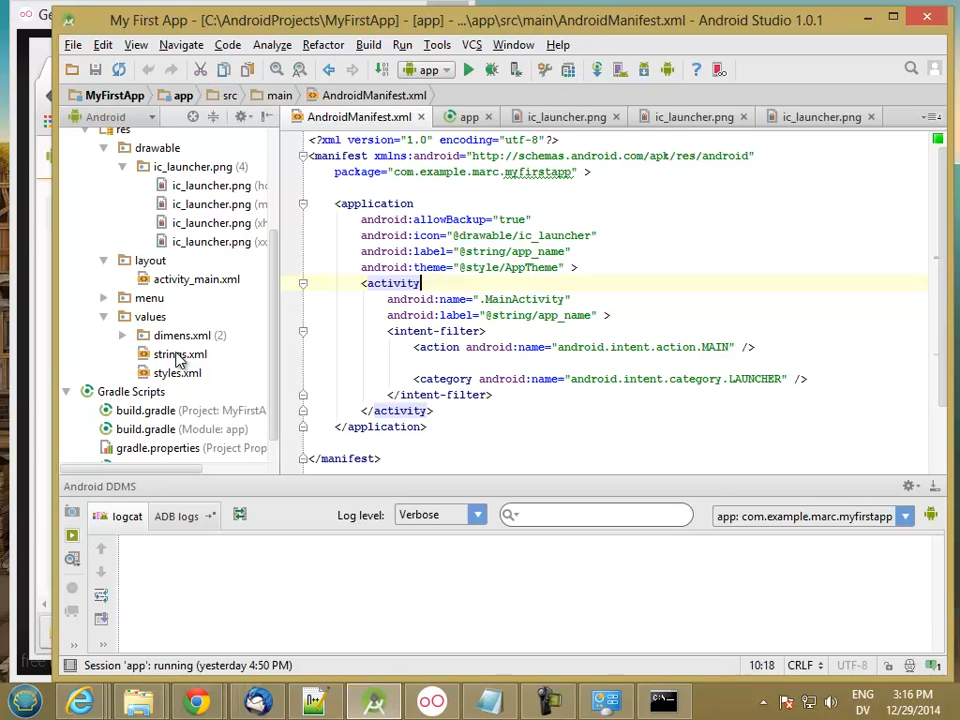 Ge
My First App - [C:\AndroidProjects\MyFirstApp] - [app] - ...\app\src\main\AndroidManifest.xml - Android Studio 1.0.1
File Edit View Navigate Code Analyze Refactor Build Run Tools VCS Window Help
app
MyFirstApp app src main AndroidManifest.xml
Android
AndroidManifest.xml app ic_launcher.png ic_launcher.png ic_launcher.png
res
drawable
ic_launcher.png (4)
ic_launcher.png (hd
ic_launcher.png (m
ic_launcher.png (xh
ic_launcher.png (xx
layout
activity_main.xml
menu
values
dimens.xml (2)
strings.xml
styles.xml
Gradle Scripts
build.gradle (Project: MyFirstA
build.gradle (Module: app)
gradle.properties (Project Prop
<?xml version="1.0" encoding="utf-8"?>
<manifest xmlns:android="http://schemas.android.com/apk/res/android"
package="com.example.marc.myfirstapp" >
<application
android:allowBackup="true"
android:icon="@drawable/ic_launcher"
android:label="@string/app_name"
android:theme="@style/AppTheme" >
<activity
android:name=".MainActivity"
android:label="@string/app_name" >
<intent-filter>
<action android:name="android.intent.action.MAIN" />
<category android:name="android.intent.category.LAUNCHER" />
</intent-filter>
</activity>
</application>
</manifest>
Android DDMS
logcat ADB logs Log level: Verbose app: com.example.marc.myfirstapp
free
Session 'app': running (yesterday 4:50 PM) 10:18 CRLF UTF-8
ENG 3:16 PM
DV 12/29/2014